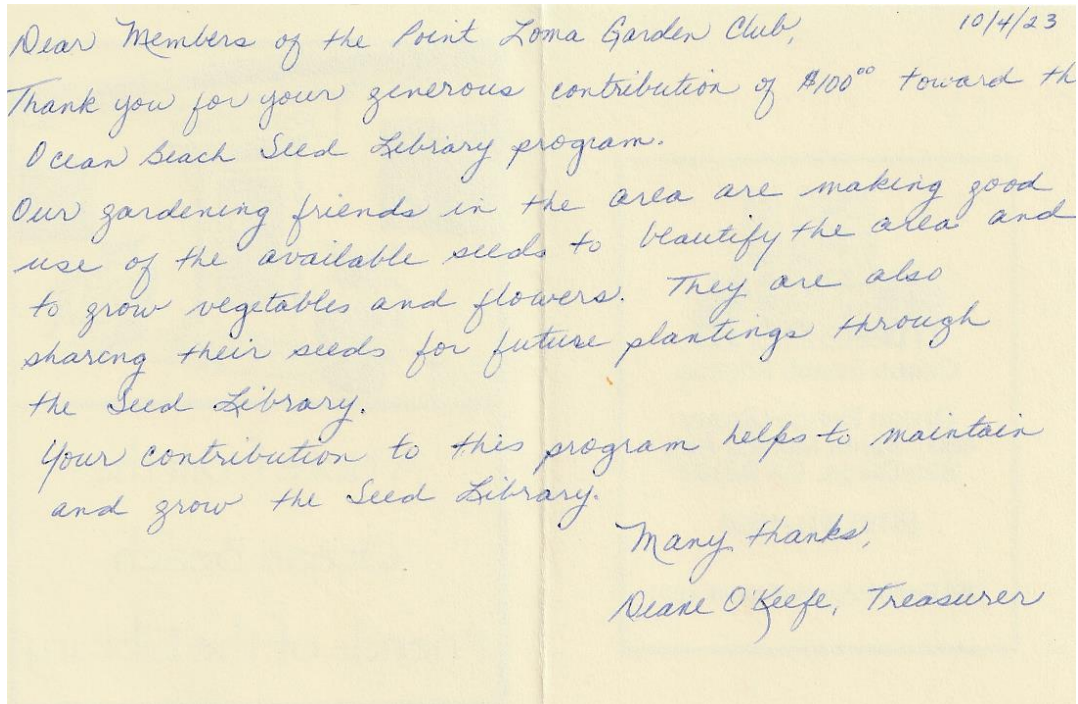 10/4/23
Dear Members of the Point Loma Garden Club,
Thank you for your generous contribution of $100⁰⁰ toward th
Ocean Beach Seed Library program.
Our gardening friends in the area are making good
use of the available seeds to beautify the area and
to grow vegetables and flowers. They are also
sharing their seeds for future plantings through
the Seed Library.
Your contribution to this program helps to maintain
and grow the Seed Library.
Many thanks,
Deane O'Keefe, Treasurer